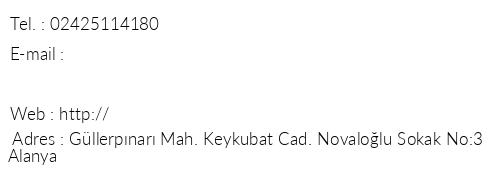 Tel. : 02425114180
E-mail :
Web : http://
Adres : Güllerpınarı Mah. Keykubat Cad. Novaloğlu Sokak No:3
Alanya